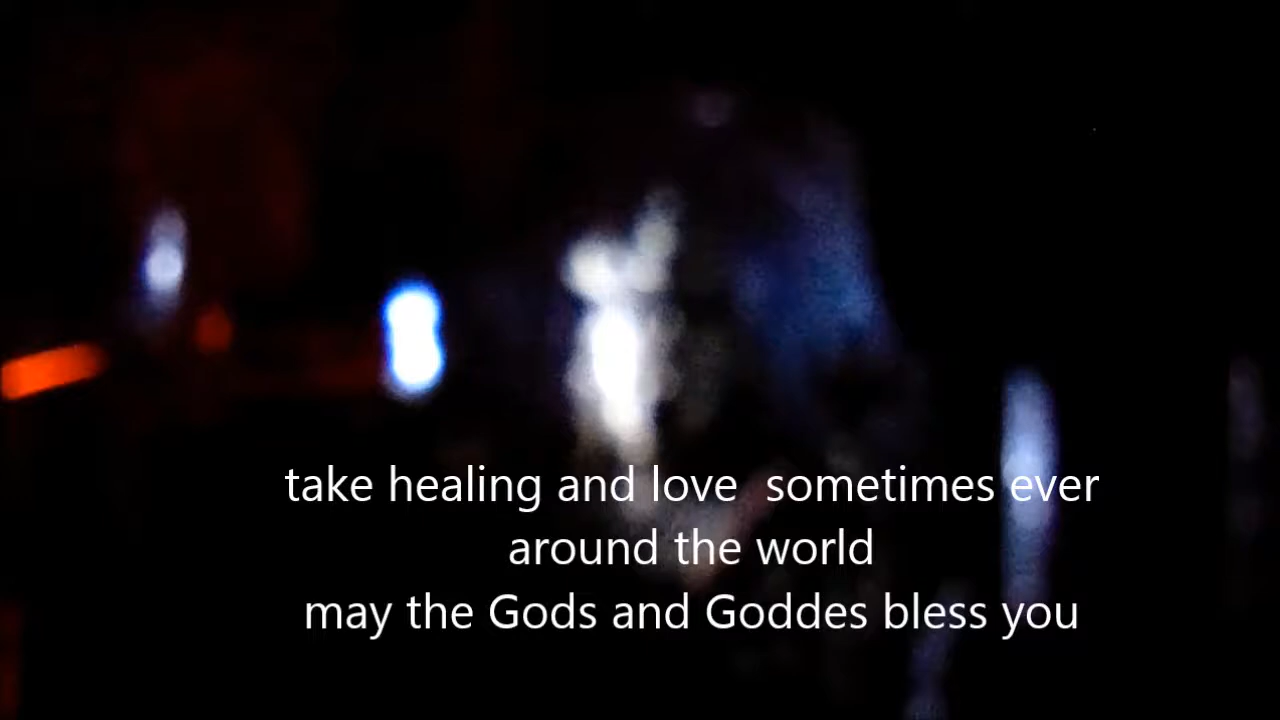 take healing and love  sometimes ever
around the world
may the Gods and Goddes bless you